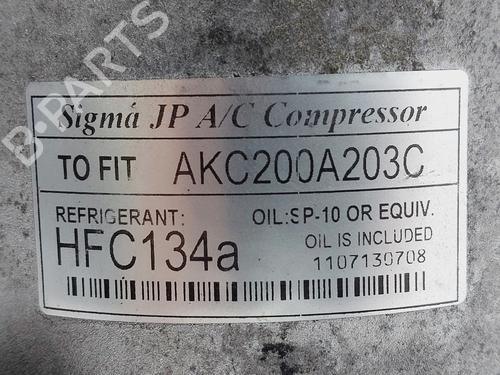 B-PARTS
Sigmá JP A/C Compressor
TO FIT AKC200A203C
REFRIGERANT: OIL:SP-10 OR EQUIV.
HFC134a OIL IS INCLUDED
1107130708